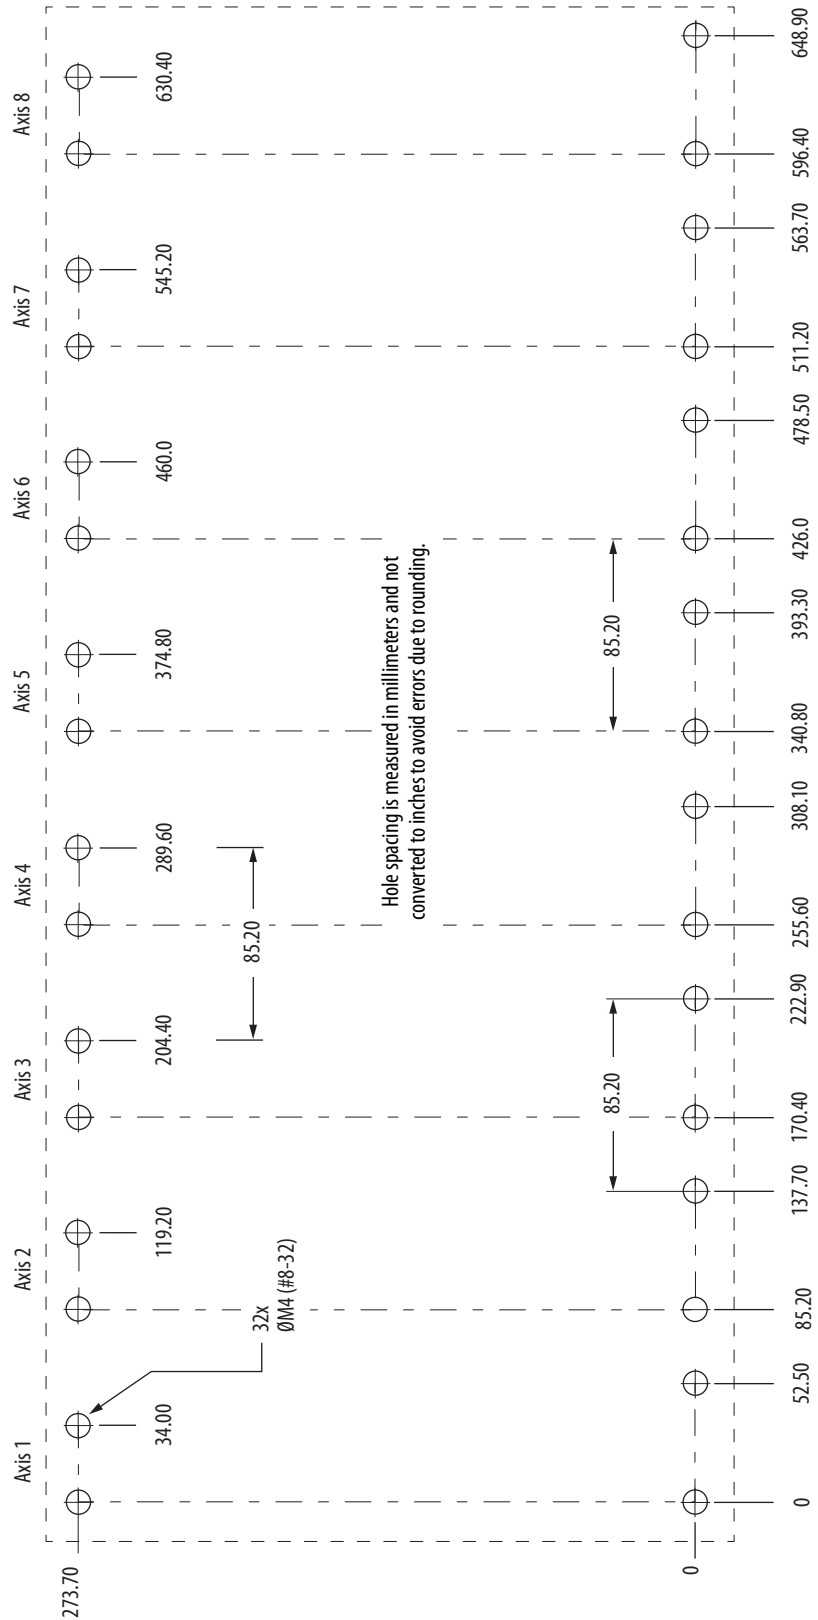 Axis 1
Axis 2
Axis 3
Axis 4
Axis 5
Axis 6
Axis 7
Axis 8
273.70
34.00
119.20
204.40
289.60
374.80
460.0
545.20
630.40
32x
ØM4 (#8-32)
85.20
Hole spacing is measured in millimeters and not
converted to inches to avoid errors due to rounding.
85.20
85.20
0
0
52.50
85.20
137.70
170.40
222.90
255.60
308.10
340.80
393.30
426.0
478.50
511.20
563.70
596.40
648.90